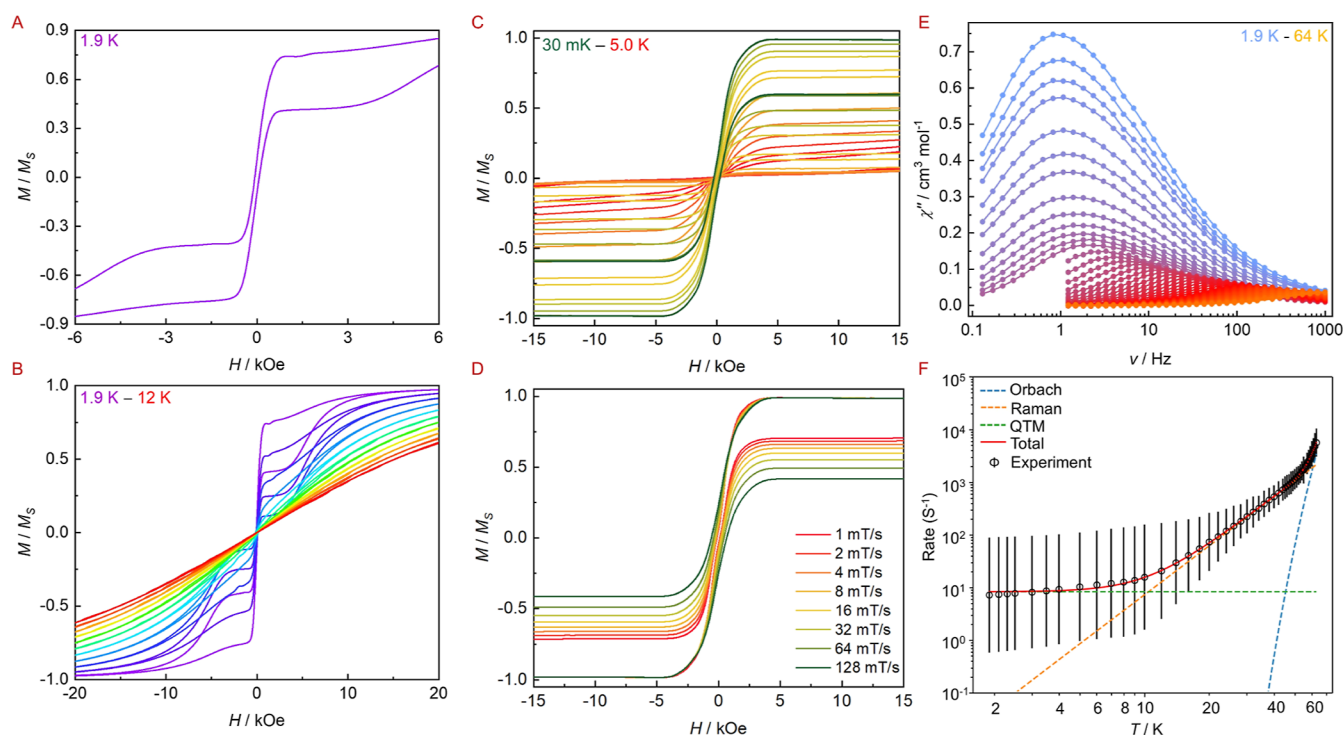 A
1.9 K
0.9
0.6
0.3
0.0
-0.3
-0.6
-0.9
M / MS
-6 -3 0 3 6
H / kOe
B
1.9 K – 12 K
1.0
0.5
0.0
-0.5
-1.0
M / MS
-20 -10 0 10 20
H / kOe
C
30 mK – 5.0 K
1.0
0.5
0.0
-0.5
-1.0
M / MS
-15 -10 -5 0 5 10 15
H / kOe
D
1.0
0.5
0.0
-0.5
-1.0
M / MS
1 mT/s
2 mT/s
4 mT/s
8 mT/s
16 mT/s
32 mT/s
64 mT/s
128 mT/s
-15 -10 -5 0 5 10 15
H / kOe
E
1.9 K - 64 K
0.8
0.7
0.6
0.5
0.4
0.3
0.2
0.1
0.0
χ′′ / cm³ mol⁻¹
0.1 1 10 100 1000
ν / Hz
F
Orbach
Raman
QTM
Total
Experiment
10⁵
10⁴
10³
10²
10¹
10⁰
10⁻¹
Rate (S⁻¹)
2 4 6 8 10 20 40 60
T / K